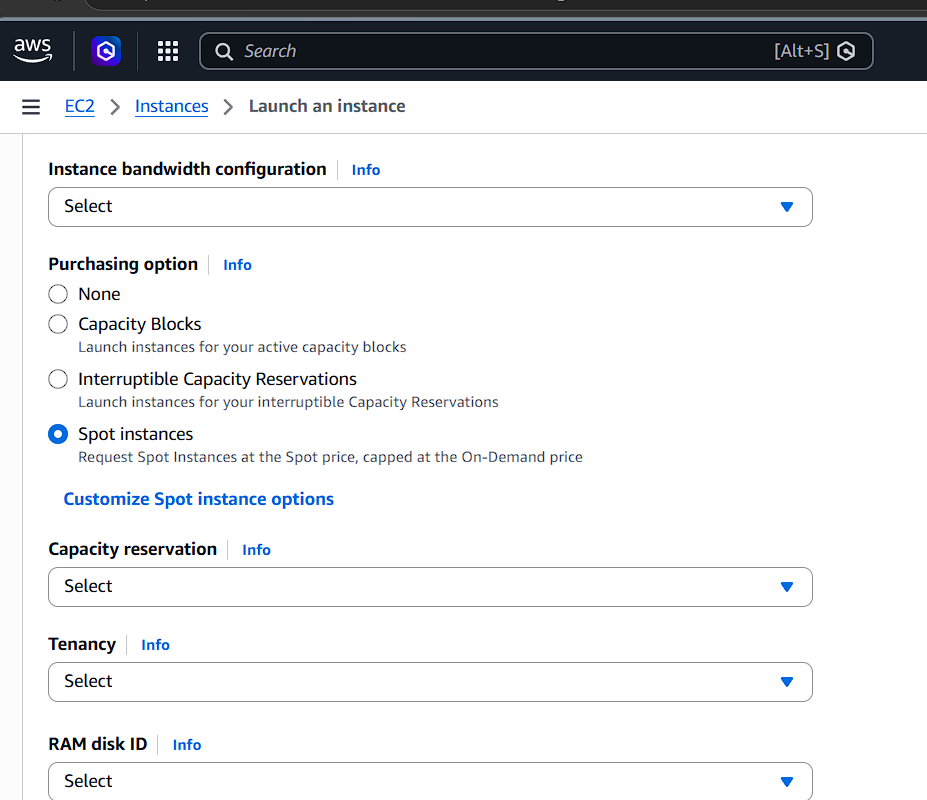 aws
Search [Alt+S]
EC2 Instances Launch an instance
Instance bandwidth configuration Info
Select
Purchasing option Info
None
Capacity Blocks
Launch instances for your active capacity blocks
Interruptible Capacity Reservations
Launch instances for your interruptible Capacity Reservations
Spot instances
Request Spot Instances at the Spot price, capped at the On-Demand price
Customize Spot instance options
Capacity reservation Info
Select
Tenancy Info
Select
RAM disk ID Info
Select